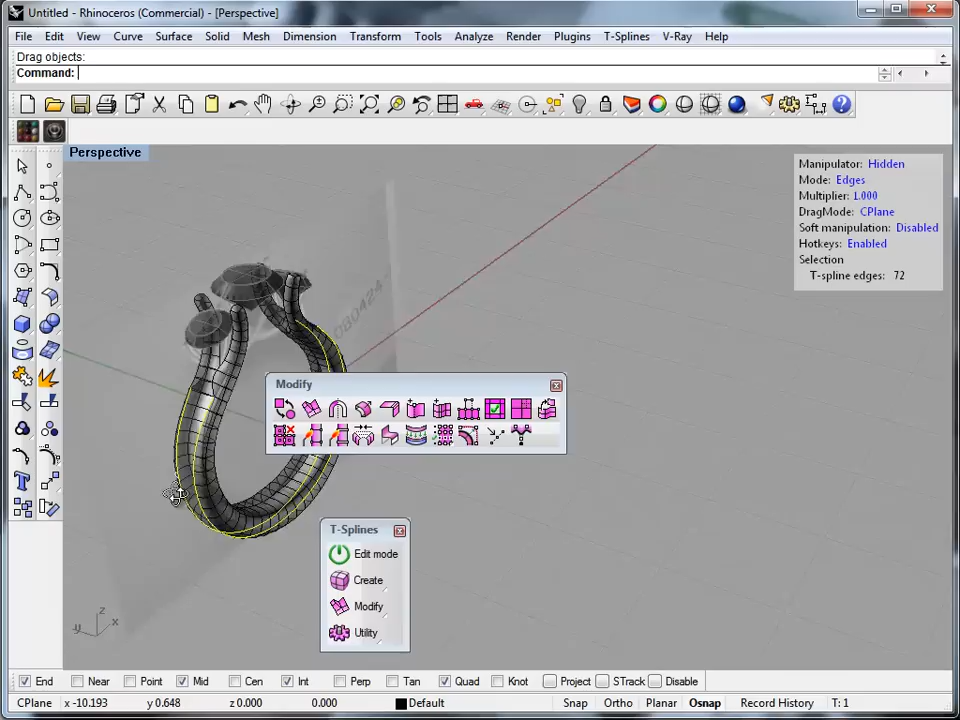 Untitled - Rhinoceros (Commercial) - [Perspective]
File Edit View Curve Surface Solid Mesh Dimension Transform Tools Analyze Render Plugins T-Splines V-Ray Help
Drag objects:
Command:
Perspective
Manipulator: Hidden
Mode: Edges
Multiplier: 1.000
DragMode: CPlane
Soft manipulation: Disabled
Hotkeys: Enabled
Selection
T-spline edges: 72
080424
Modify
T-Splines
Edit mode
Create
Modify
Utility
z
y x
End Near Point Mid Cen Int Perp Tan Quad Knot Project STrack Disable
CPlane x -10.193 y 0.648 z 0.000 0.000 Default Snap Ortho Planar Osnap Record History T: 1